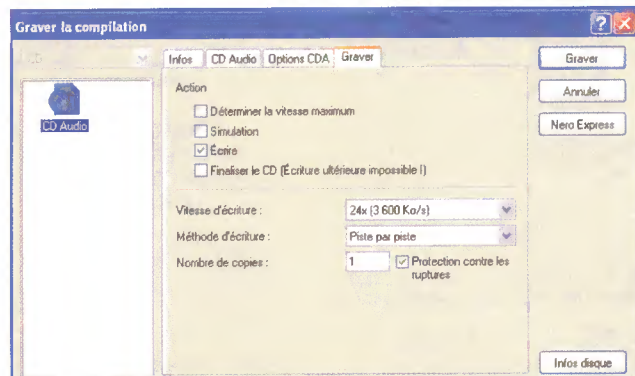 Graver la compilation
CD
Infos CD Audio Options CDA Graver
Graver
Annuler
Nero Express
CD Audio
Action
Déterminer la vitesse maximum
Simulation
Écrire
Finaliser le CD (Écriture ultérieure impossible !)
Vitesse d'écriture :
24x (3 600 Ko/s)
Méthode d'écriture :
Piste par piste
Nombre de copies :
1
Protection contre les
ruptures
Infos disque